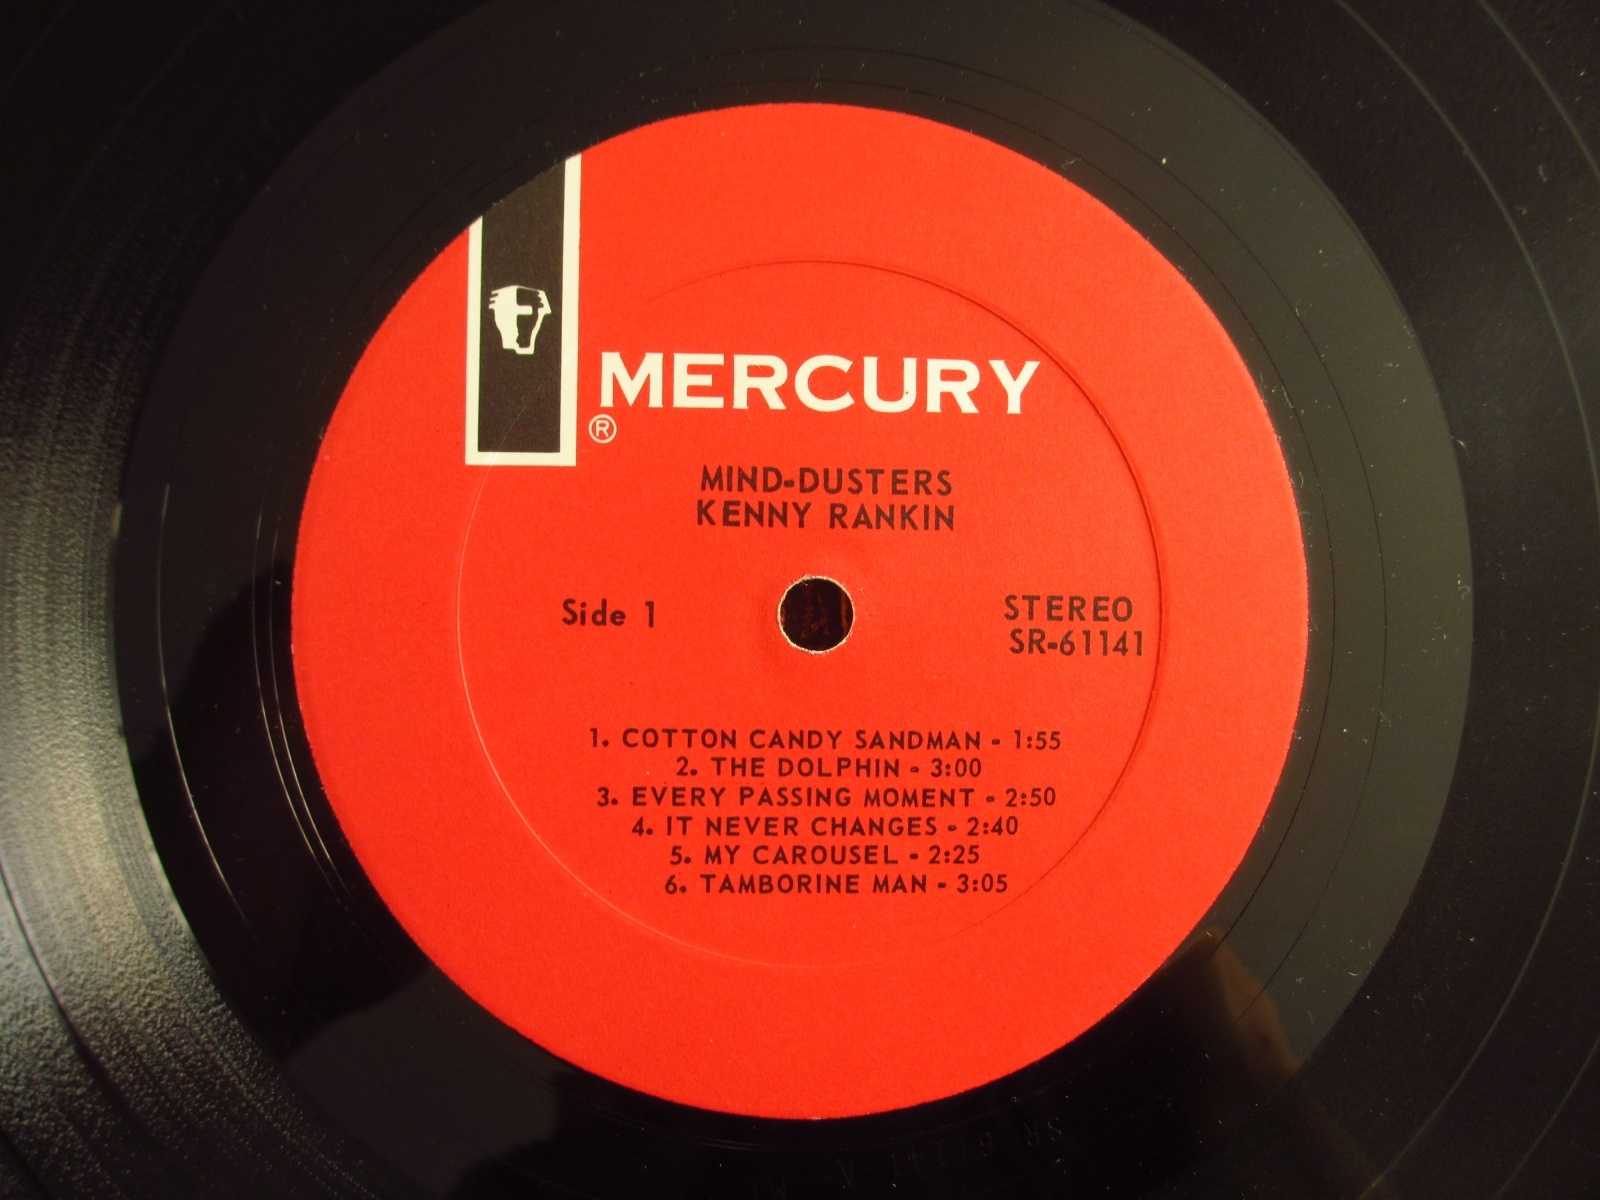 MERCURY
®
MIND-DUSTERS
KENNY RANKIN
Side 1
STEREO
SR-61141
1. COTTON CANDY SANDMAN - 1:55
2. THE DOLPHIN - 3:00
3. EVERY PASSING MOMENT - 2:50
4. IT NEVER CHANGES - 2:40
5. MY CAROUSEL - 2:25
6. TAMBORINE MAN - 3:05